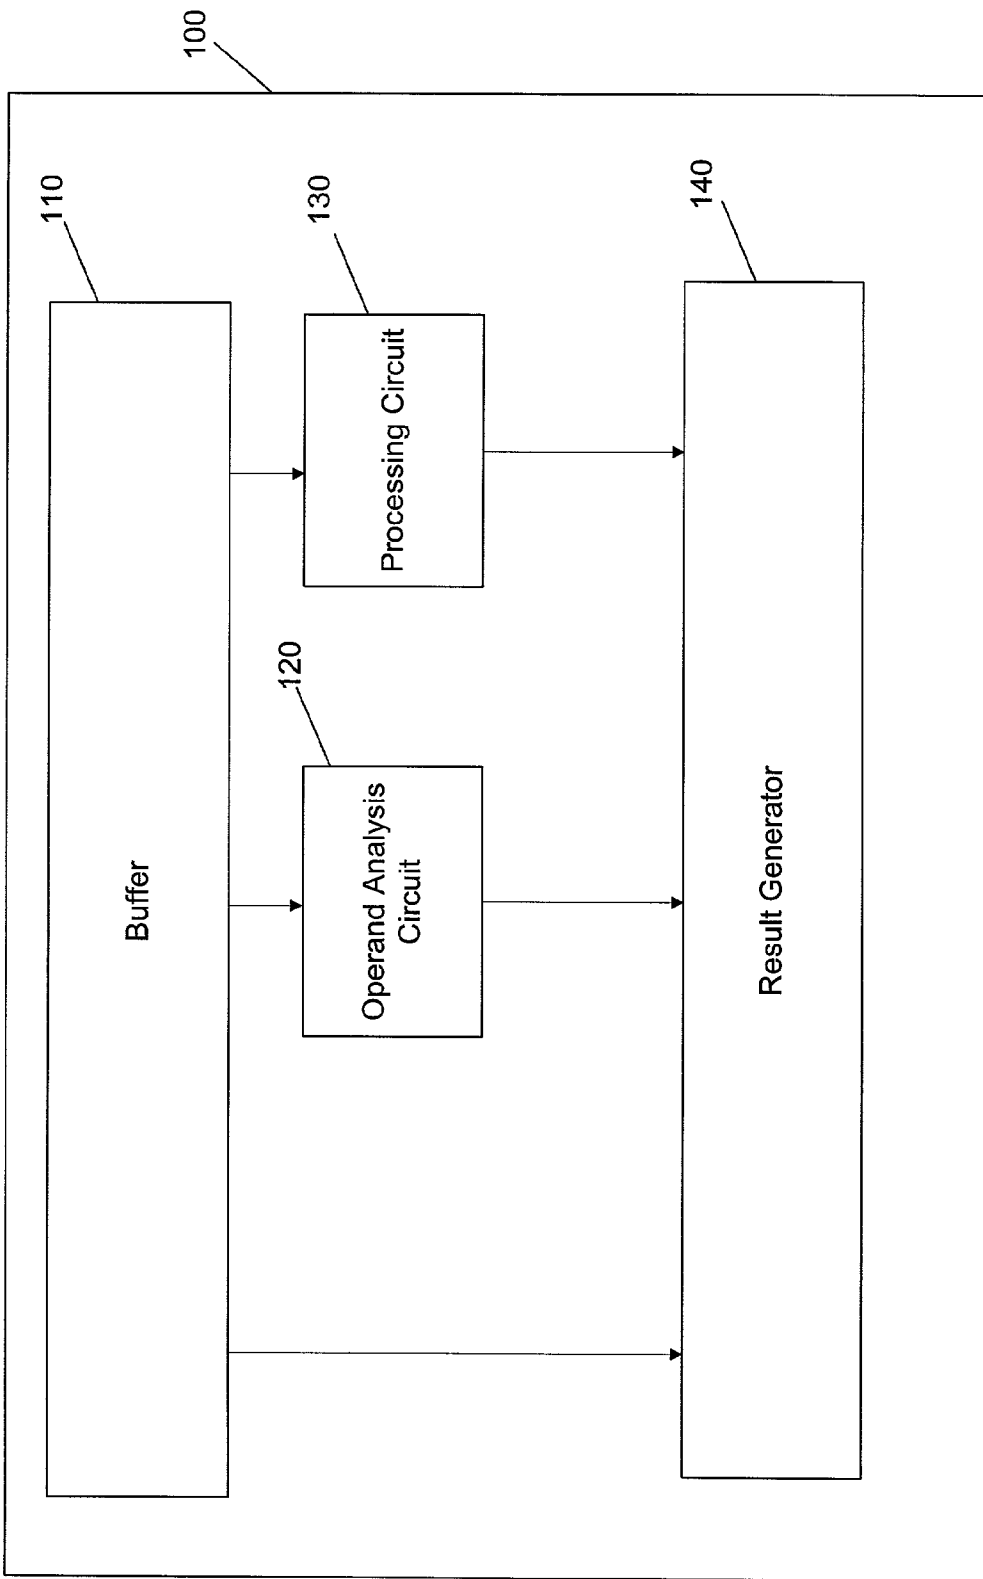 100
110
Buffer
120
Operand Analysis
Circuit
130
Processing Circuit
140
Result Generator